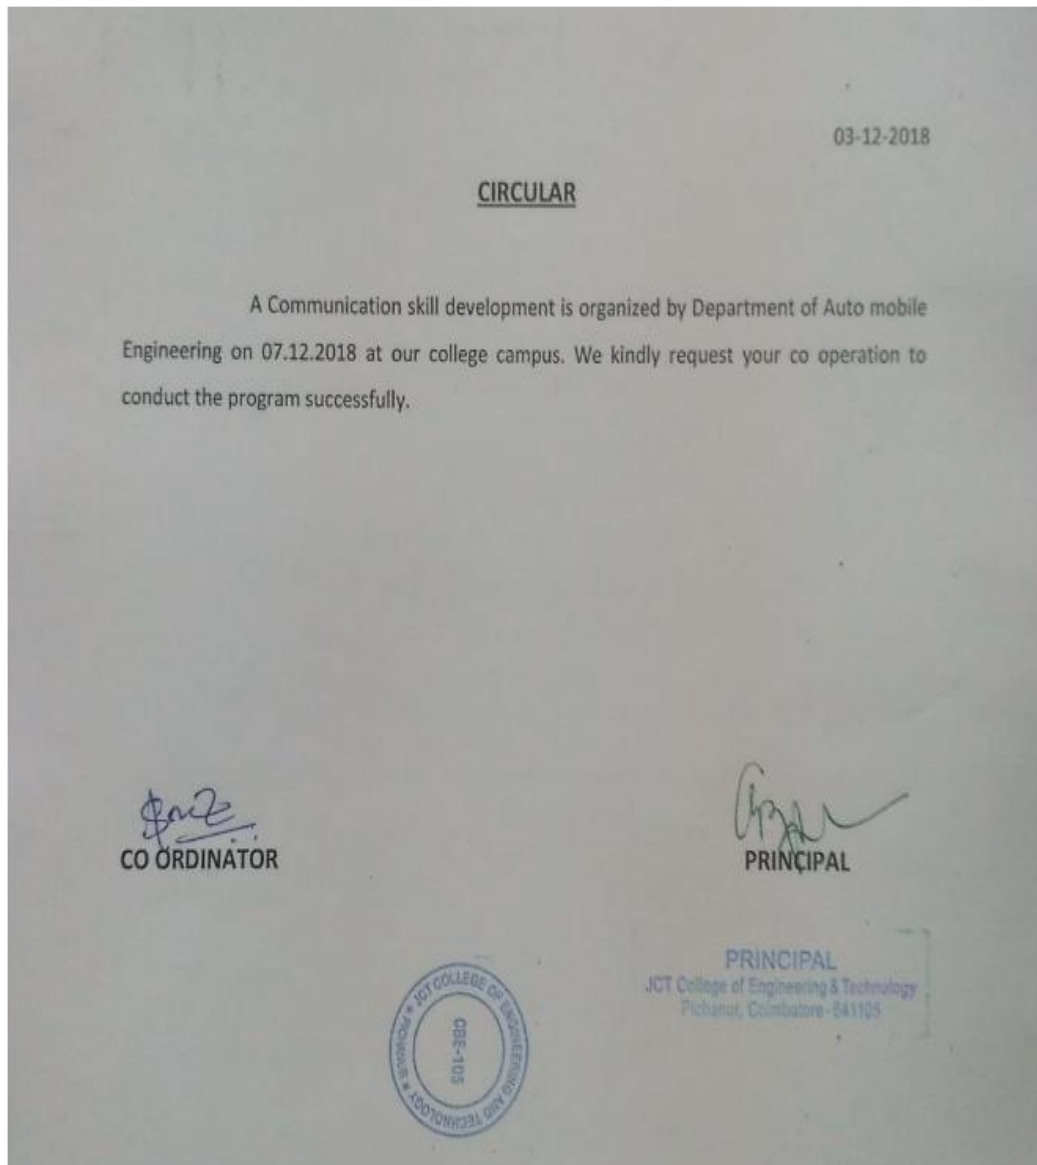 03-12-2018
CIRCULAR
A Communication skill development is organized by Department of Auto mobile
Engineering on 07.12.2018 at our college campus. We kindly request your co operation to
conduct the program successfully.
CO ORDINATOR
PRINCIPAL
PRINCIPAL
JCT College of Engineering & Technology
Pichanur, Coimbatore - 641105
JCT COLLEGE OF ENGINEERING AND TECHNOLOGY * PICHANUR *
CBE-105